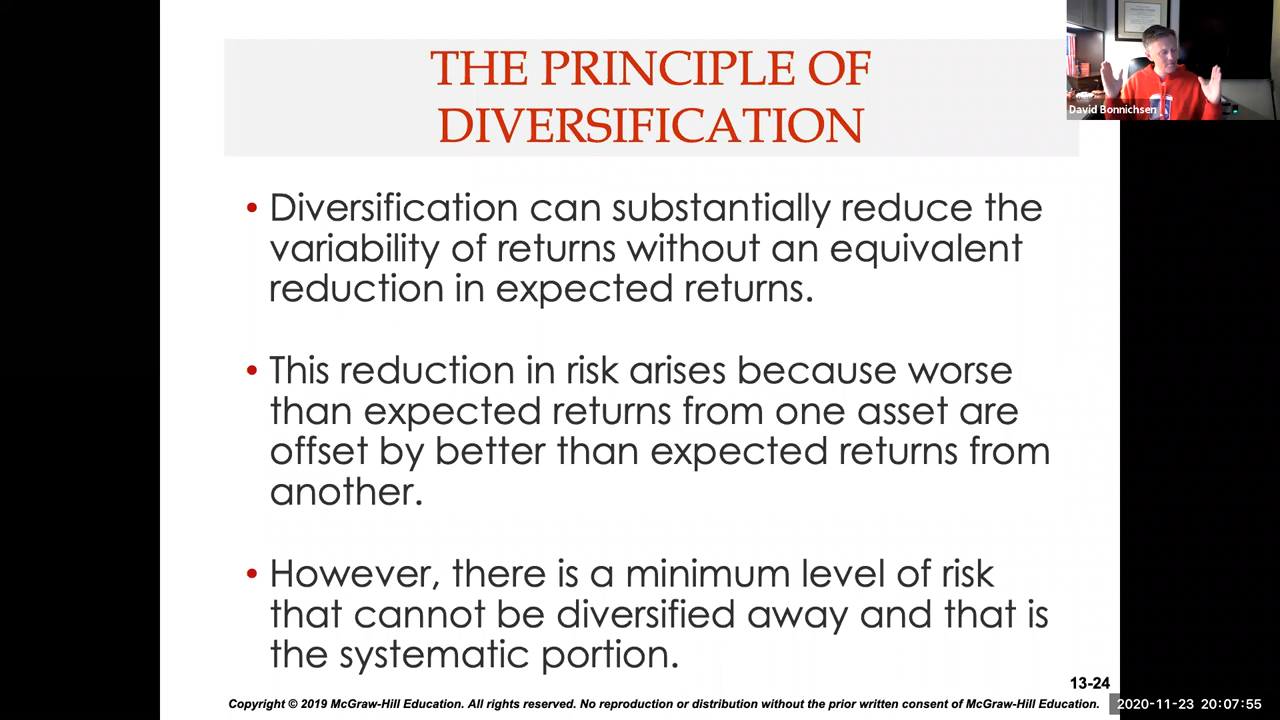 THE PRINCIPLE OF
DIVERSIFICATION
David Bonnichsen
• Diversification can substantially reduce the
variability of returns without an equivalent
reduction in expected returns.
• This reduction in risk arises because worse
than expected returns from one asset are
offset by better than expected returns from
another.
• However, there is a minimum level of risk
that cannot be diversified away and that is
the systematic portion.
13-24
Copyright © 2019 McGraw-Hill Education. All rights reserved. No reproduction or distribution without the prior written consent of McGraw-Hill Education.
2020-11-23 20:07:55